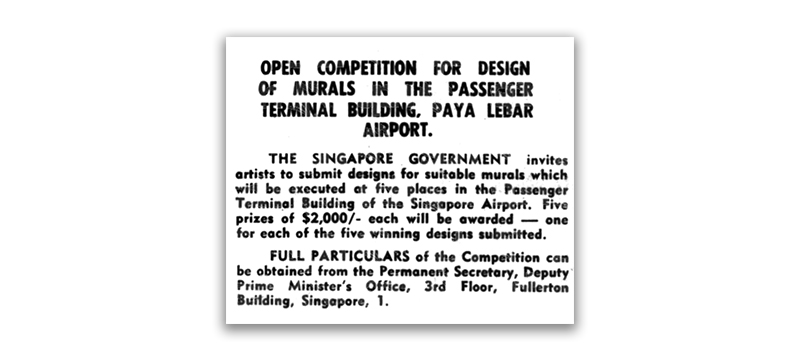 OPEN COMPETITION FOR DESIGN
OF MURALS IN THE PASSENGER
TERMINAL BUILDING, PAYA LEBAR
AIRPORT.
THE SINGAPORE GOVERNMENT invites
artists to submit designs for suitable murals which
will be executed at five places in the Passenger
Terminal Building of the Singapore Airport. Five
prizes of $2,000/- each will be awarded — one
for each of the five winning designs submitted.
FULL PARTICULARS of the Competition can
be obtained from the Permanent Secretary, Deputy
Prime Minister's Office, 3rd Floor, Fullerton
Building, Singapore, 1.